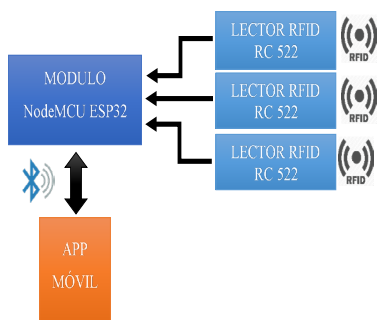 LECTOR RFID
RC 522
RFID
MODULO
NodeMCU ESP32
LECTOR RFID
RC 522
RFID
LECTOR RFID
RC 522
RFID
APP
MÓVIL